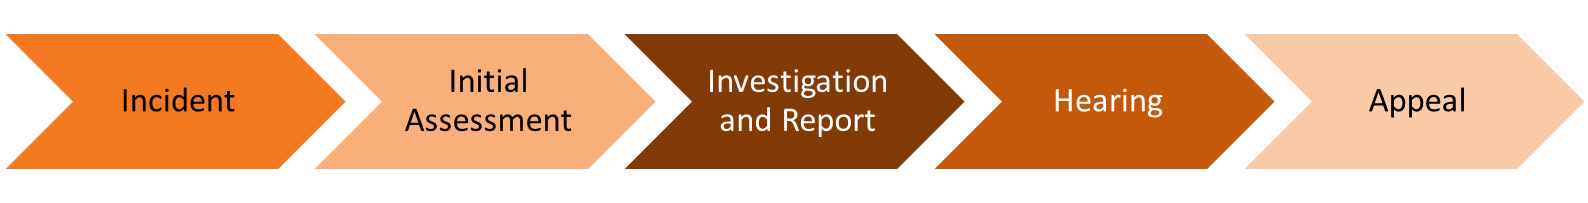 Incident
Initial
Assessment
Investigation
and Report
Hearing
Appeal